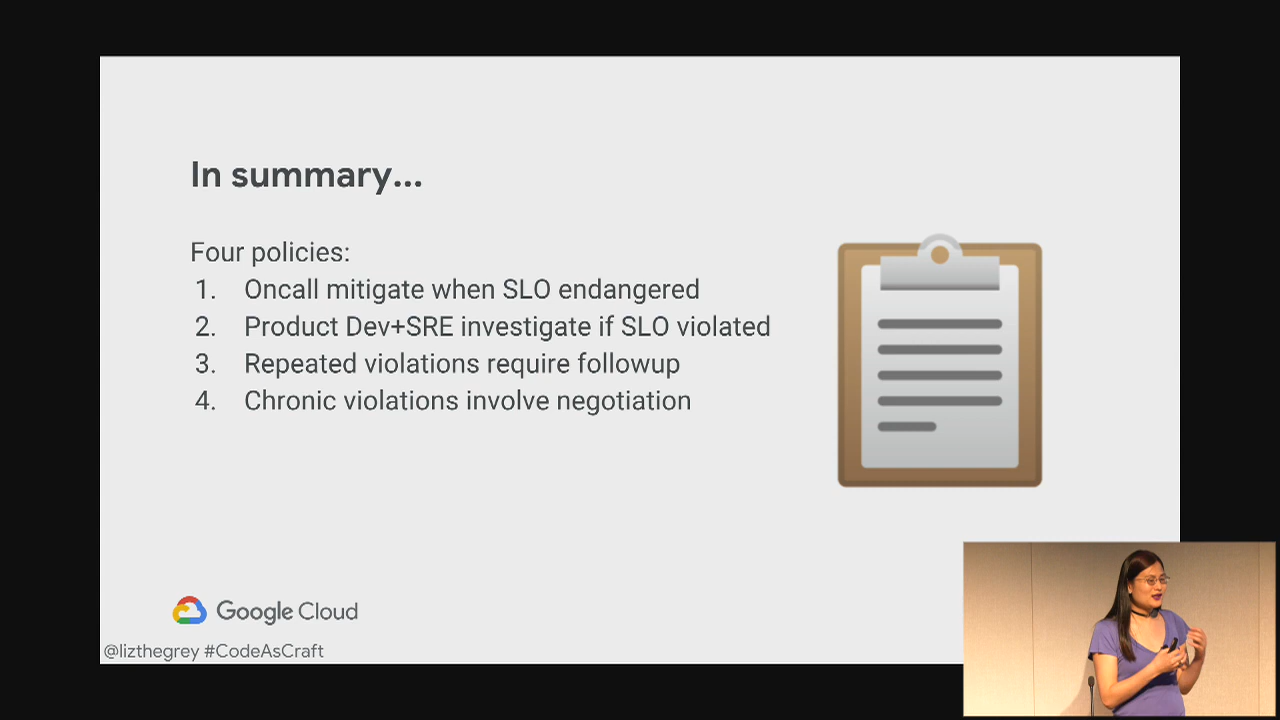 In summary...
Four policies:
1. Oncall mitigate when SLO endangered
2. Product Dev+SRE investigate if SLO violated
3. Repeated violations require followup
4. Chronic violations involve negotiation
Google Cloud
@lizthegrey #CodeAsCraft